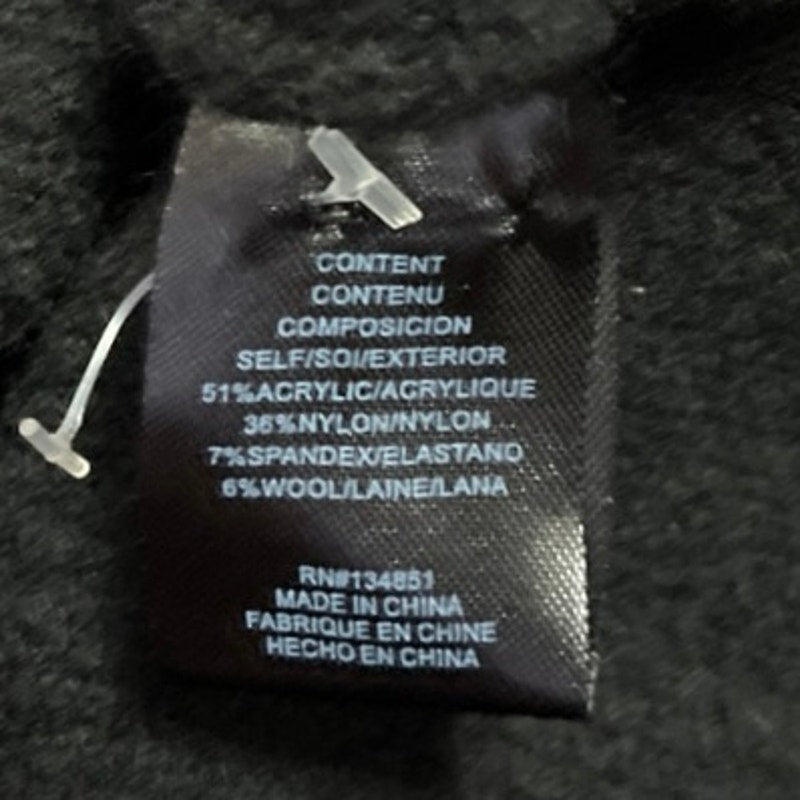 CONTENT
CONTENU
COMPOSICION
SELF/SOI/EXTERIOR
51%ACRYLIC/ACRYLIQUE
36%NYLON/NYLON
7%SPANDEX/ELASTANO
6%WOOL/LAINE/LANA
RN#134851
MADE IN CHINA
FABRIQUE EN CHINE
HECHO EN CHINA